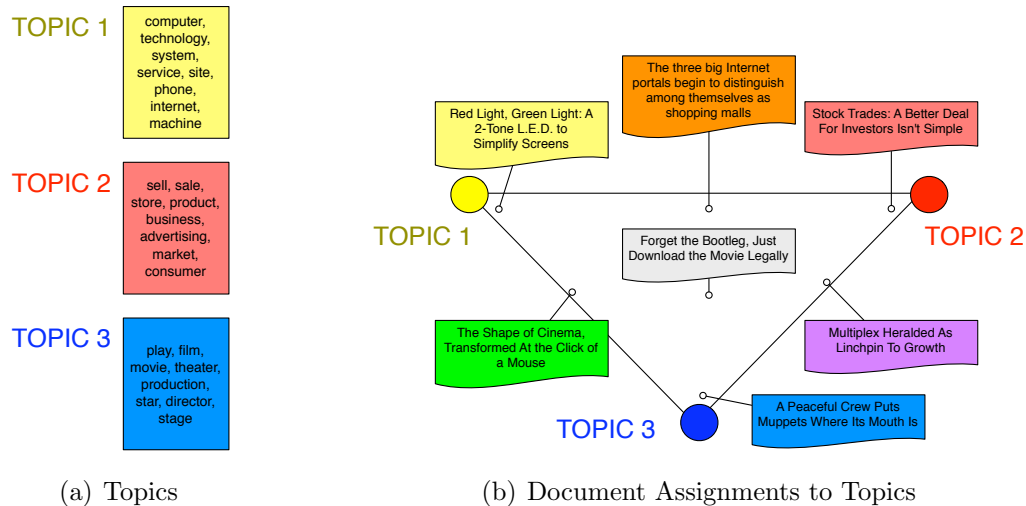 TOPIC 1
computer,
technology,
system,
service, site,
phone,
internet,
machine
TOPIC 2
sell, sale,
store, product,
business,
advertising,
market,
consumer
TOPIC 3
play, film,
movie, theater,
production,
star, director,
stage
(a) Topics
Red Light, Green Light: A
2-Tone L.E.D. to
Simplify Screens
The three big Internet
portals begin to distinguish
among themselves as
shopping malls
Stock Trades: A Better Deal
For Investors Isn't Simple
TOPIC 1
TOPIC 2
Forget the Bootleg, Just
Download the Movie Legally
The Shape of Cinema,
Transformed At the Click of
a Mouse
Multiplex Heralded As
Linchpin To Growth
TOPIC 3
A Peaceful Crew Puts
Muppets Where Its Mouth Is
(b) Document Assignments to Topics